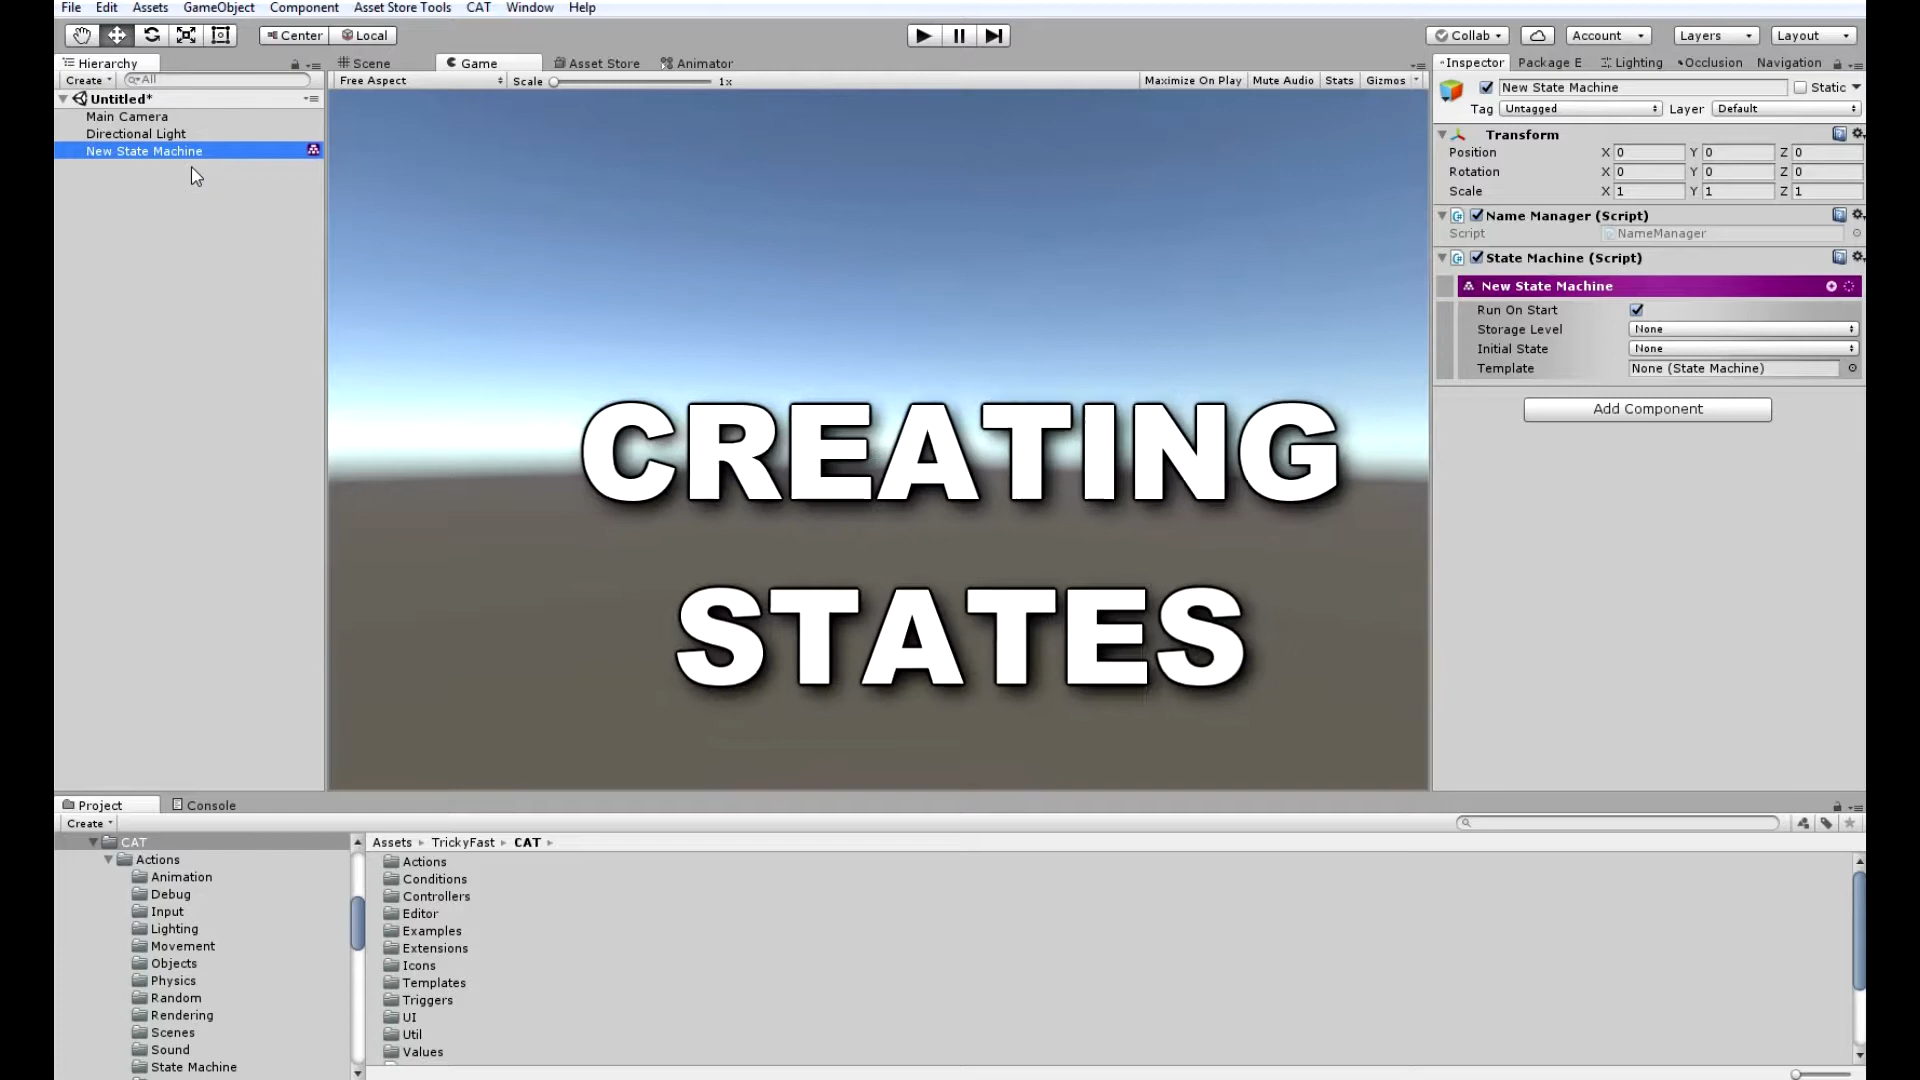 File Edit Assets GameObject Component Asset Store Tools CAT Window Help
Center Local Collab Account Layers Layout
Hierarchy
Create All
Untitled*
Main Camera
Directional Light
New State Machine
Scene Game Asset Store Animator
Free Aspect Scale 1x Maximize On Play Mute Audio Stats Gizmos
CREATING
STATES
Inspector Package E Lighting Occlusion Navigation
New State Machine Static
Tag Untagged Layer Default
Transform
Position X 0 Y 0 Z 0
Rotation X 0 Y 0 Z 0
Scale X 1 Y 1 Z 1
Name Manager (Script)
Script NameManager
State Machine (Script)
New State Machine
Run On Start
Storage Level None
Initial State None
Template None (State Machine)
Add Component
Project Console
Create
CAT
Actions
Animation
Debug
Input
Lighting
Movement
Objects
Physics
Random
Rendering
Scenes
Sound
State Machine
Assets TrickyFast CAT
Actions
Conditions
Controllers
Editor
Examples
Extensions
Icons
Templates
Triggers
UI
Util
Values